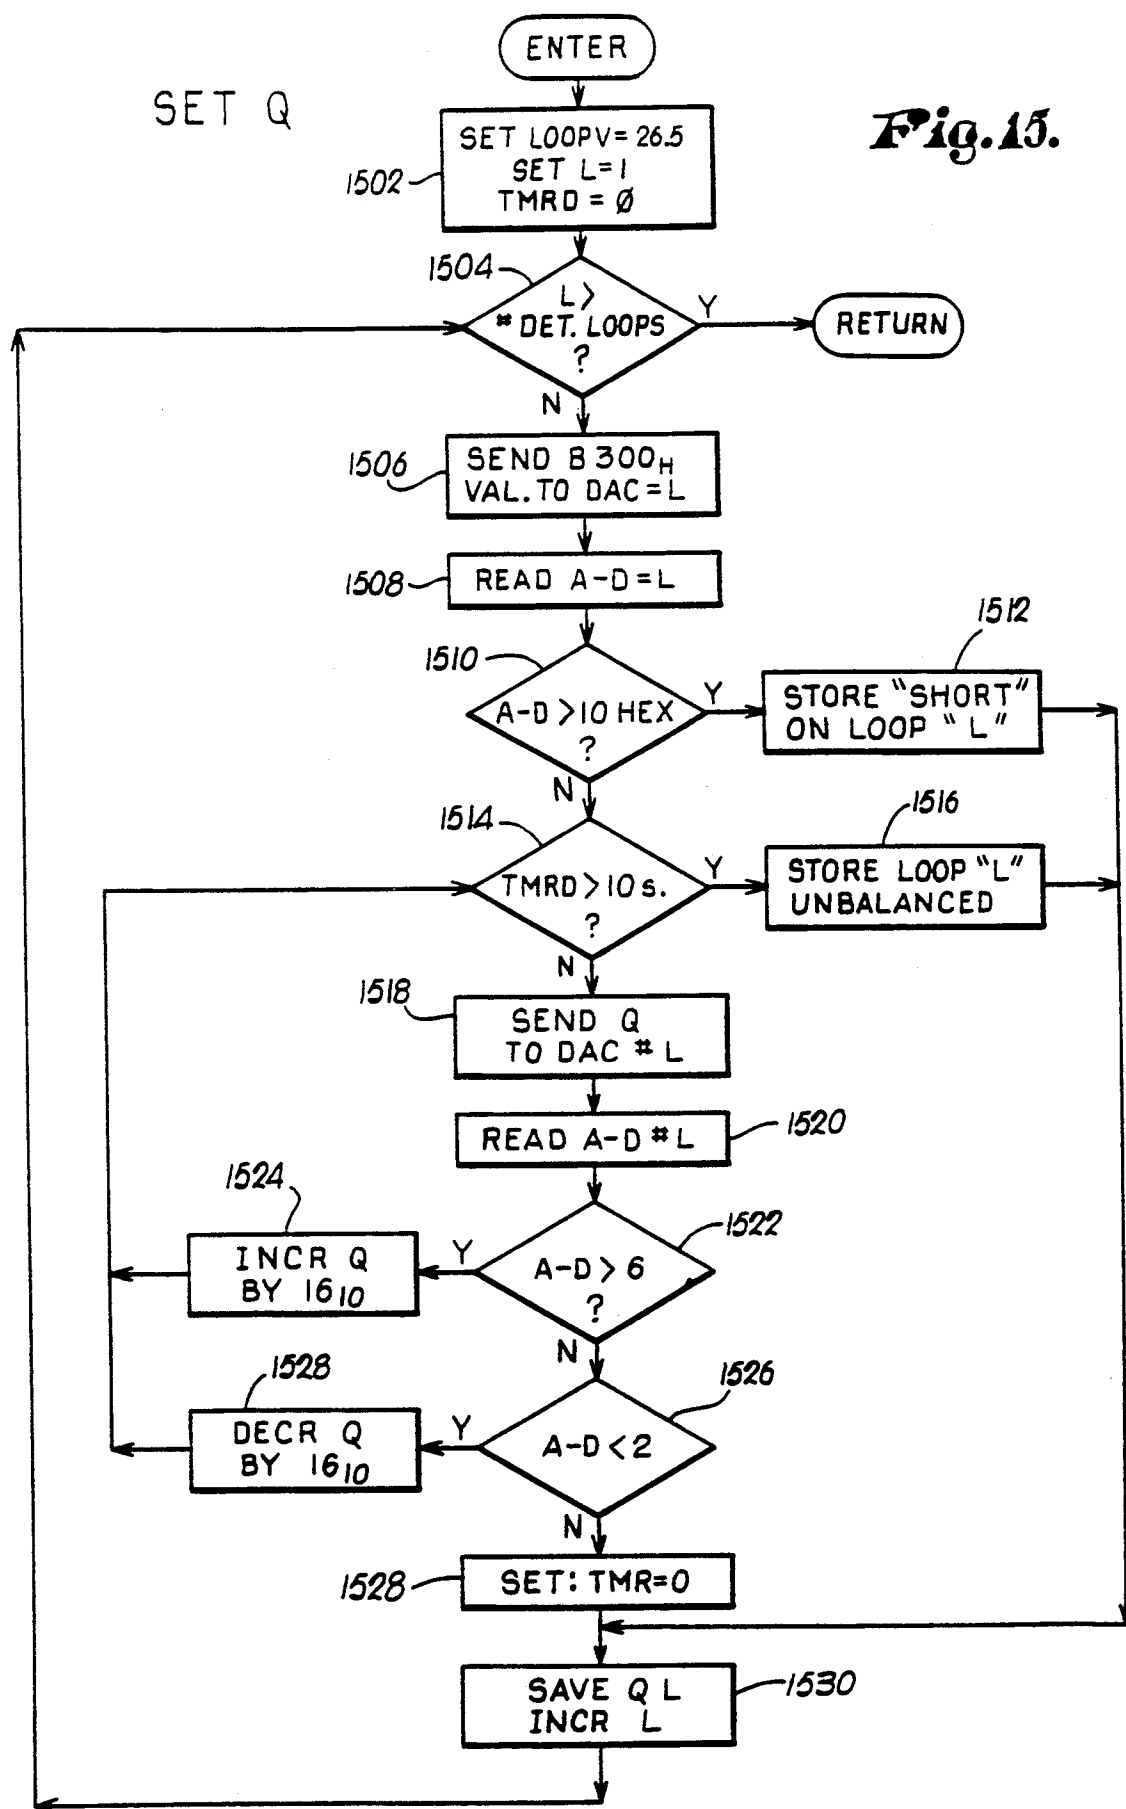 ENTER
SET Q
Fig. 15.
SET LOOPV = 26.5
SET L=1
TMRD = Ø
1502
1504
L >
# DET. LOOPS
?
Y
RETURN
N
1506
SEND B300H
VAL. TO DAC = L
1508
READ A-D = L
1510
A-D > 10 HEX
?
Y
1512
STORE "SHORT"
ON LOOP "L"
N
1514
TMRD > 10 s.
?
Y
1516
STORE LOOP "L"
UNBALANCED
N
1518
SEND Q
TO DAC # L
READ A-D # L
1520
1524
INCR Q
BY 1610
Y
A-D > 6
?
1522
N
1528
DECR Q
BY 1610
Y
A-D < 2
1526
N
1528
SET: TMR=0
SAVE Q L
INCR L
1530